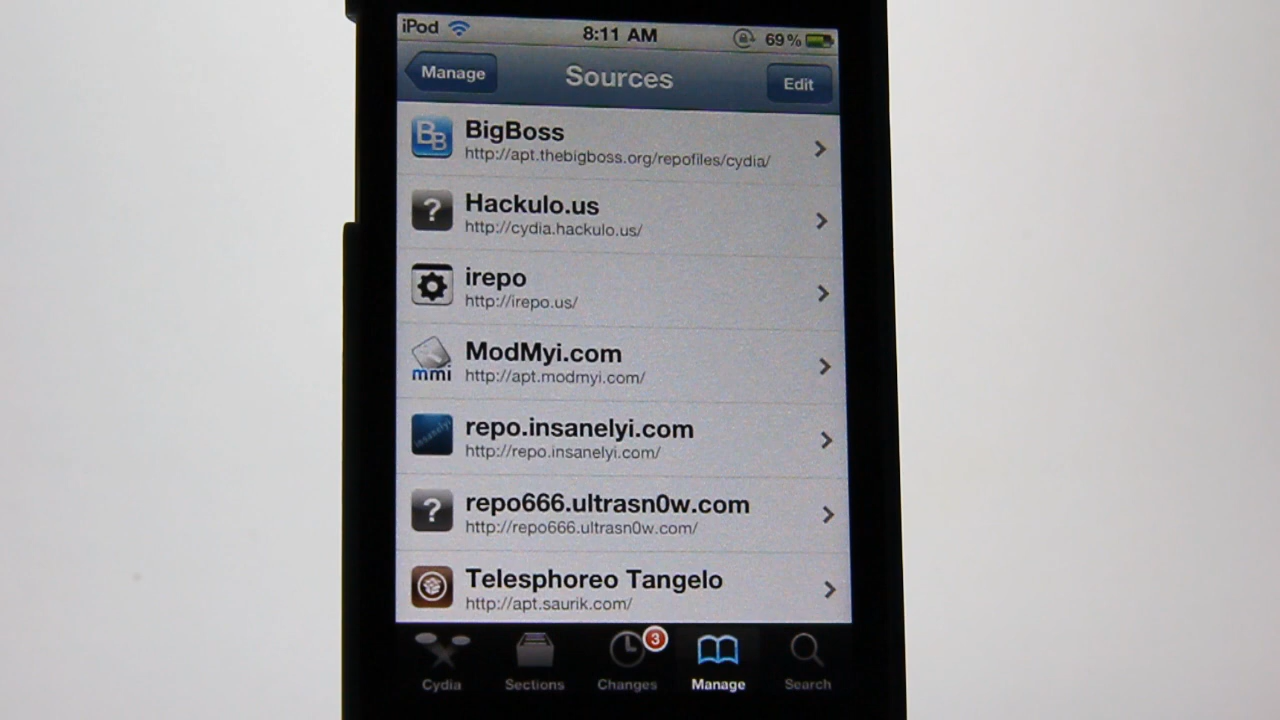 iPod 8:11 AM 69%
Manage Sources Edit
BB BigBoss
http://apt.thebigboss.org/repofiles/cydia/
? Hackulo.us
http://cydia.hackulo.us/
irepo
http://irepo.us/
ModMyi.com
mmi http://apt.modmyi.com/
insanelyi repo.insanelyi.com
http://repo.insanelyi.com/
? repo666.ultrasn0w.com
http://repo666.ultrasn0w.com/
Telesphoreo Tangelo
http://apt.saurik.com/
3
Cydia Sections Changes Manage Search